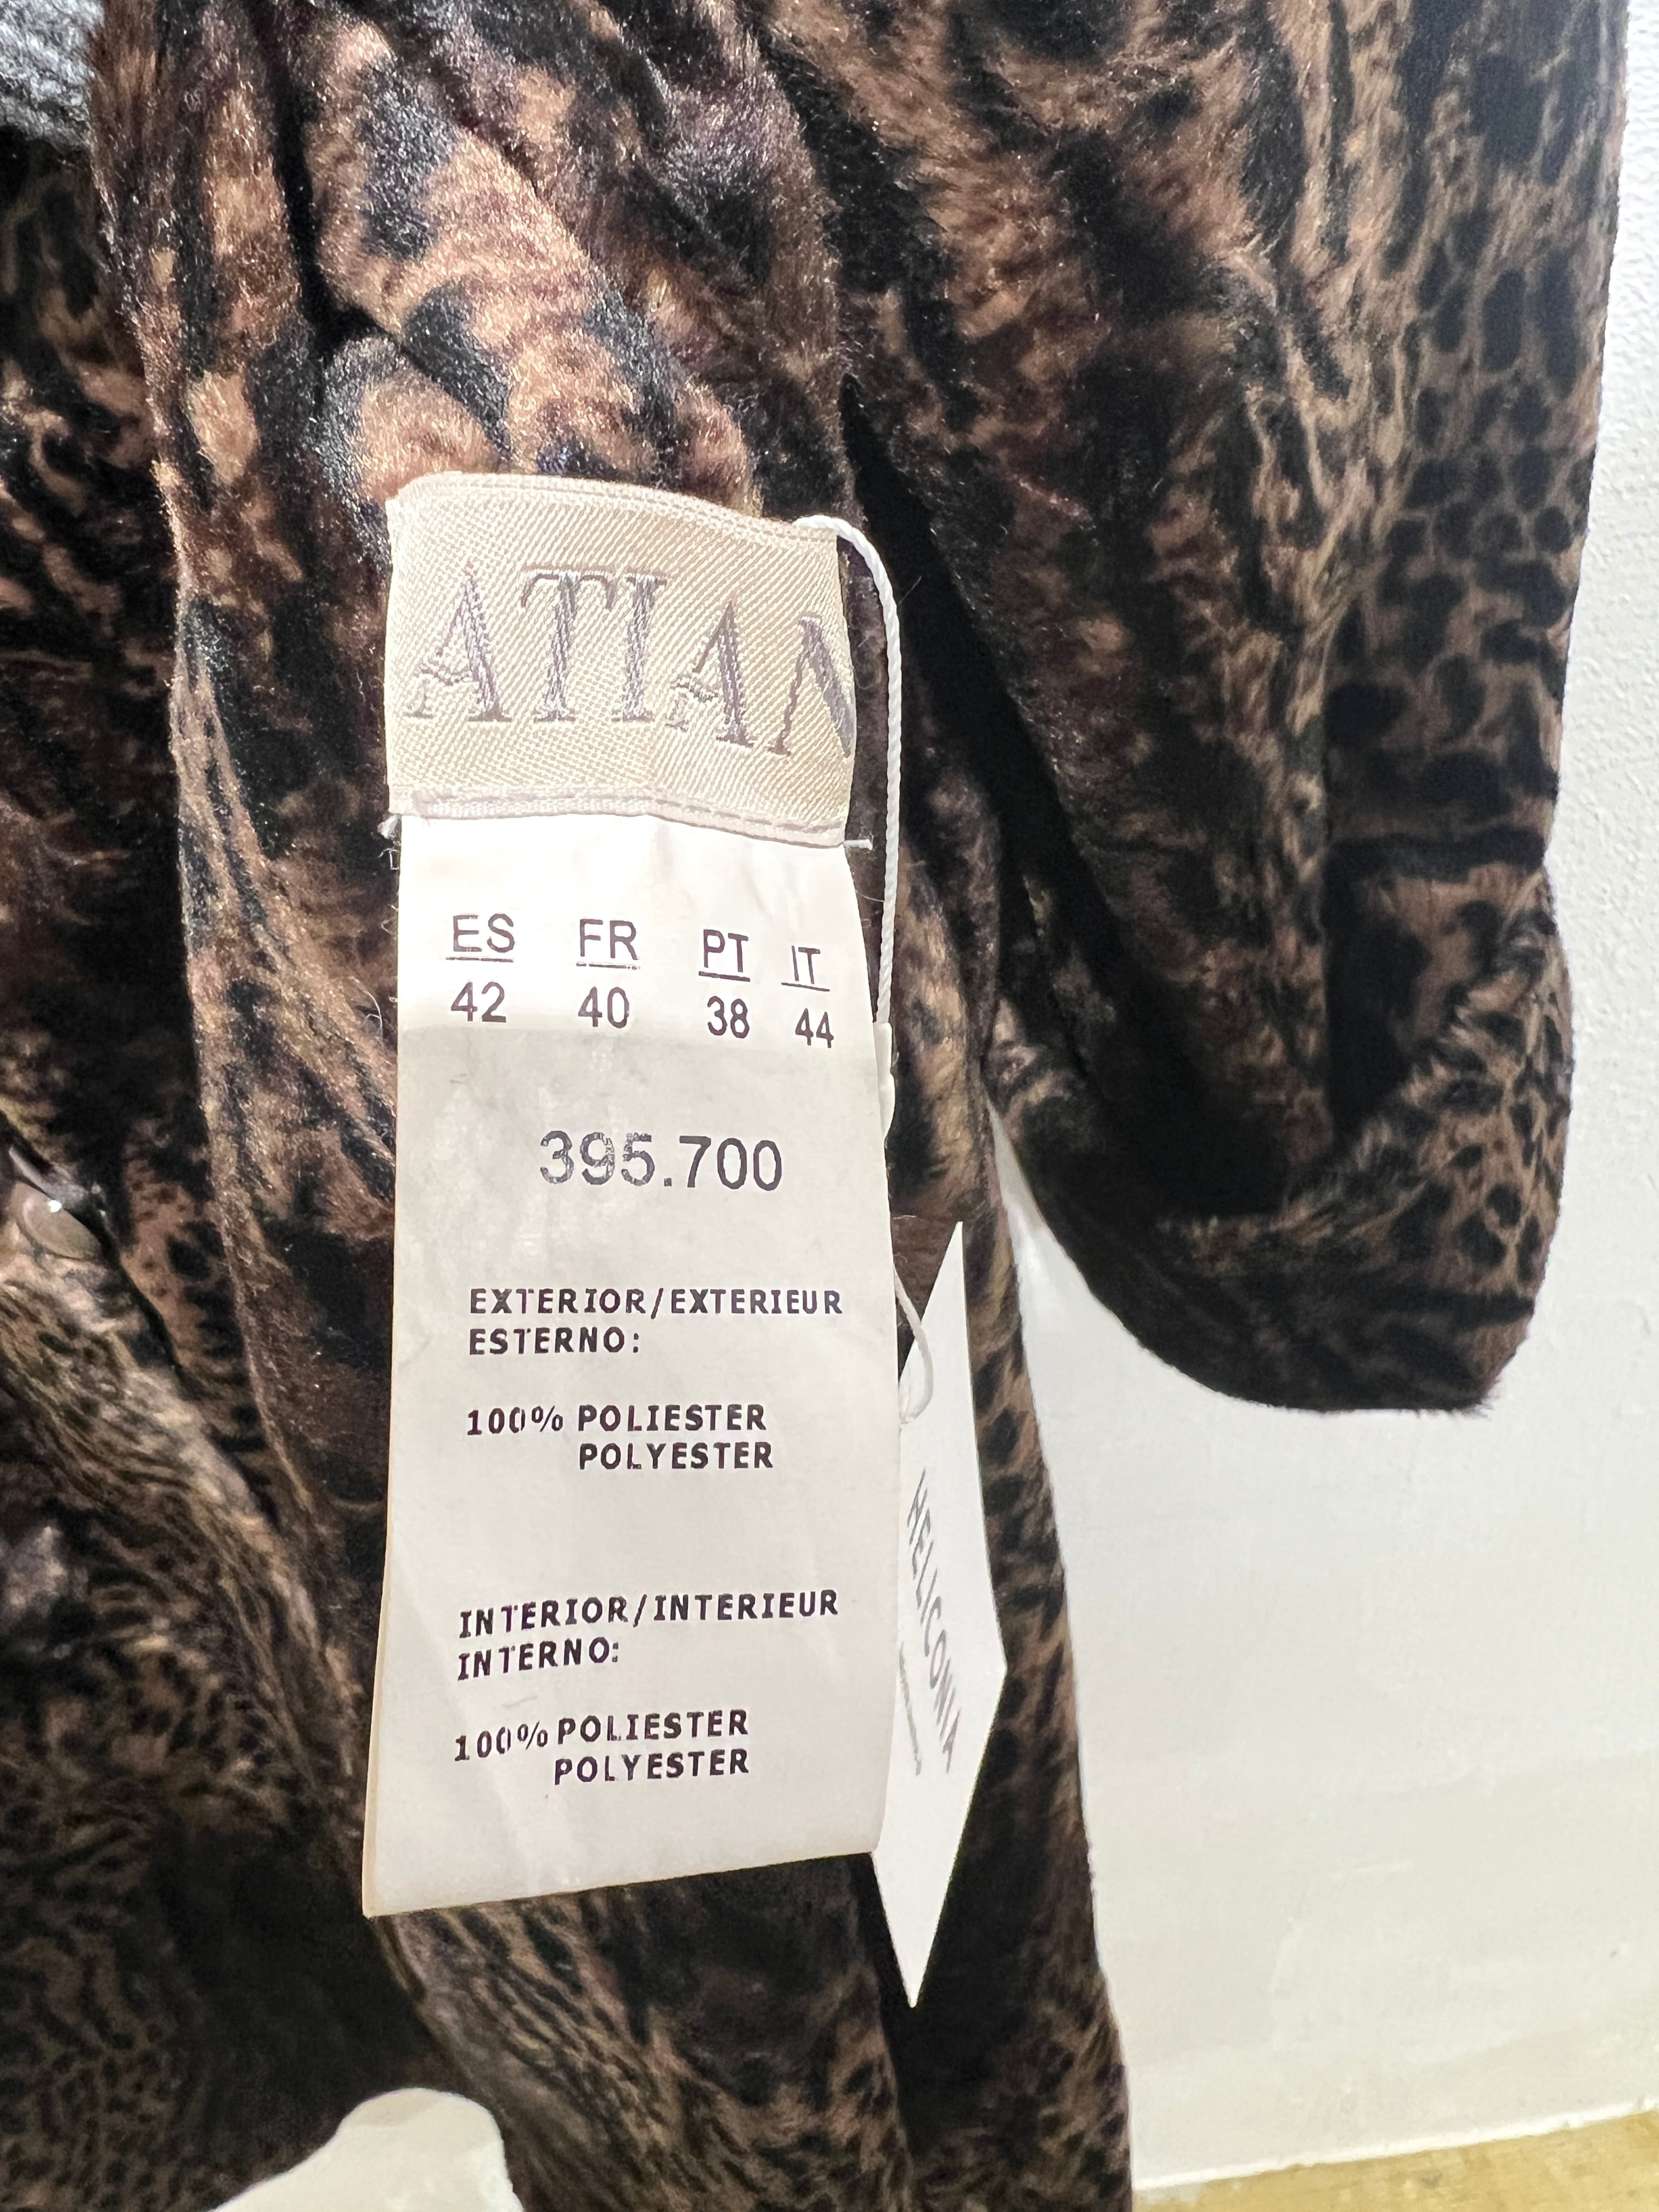 ATIAN
ES FR PT IT
42 40 38 44
395.700
EXTERIOR/EXTERIEUR
ESTERNO:
100% POLIESTER
POLYESTER
INTERIOR/INTERIEUR
INTERNO:
100% POLIESTER
POLYESTER
HELICONIA